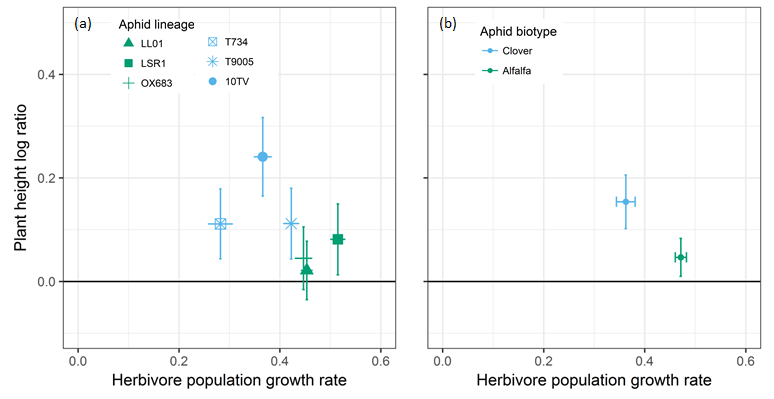 (a)
Aphid lineage
LL01
LSR1
OX683
T734
T9005
10TV
Plant height log ratio
0.4
0.2
0.0
0.0 0.2 0.4 0.6
Herbivore population growth rate
(b)
Aphid biotype
Clover
Alfalfa
0.0 0.2 0.4 0.6
Herbivore population growth rate